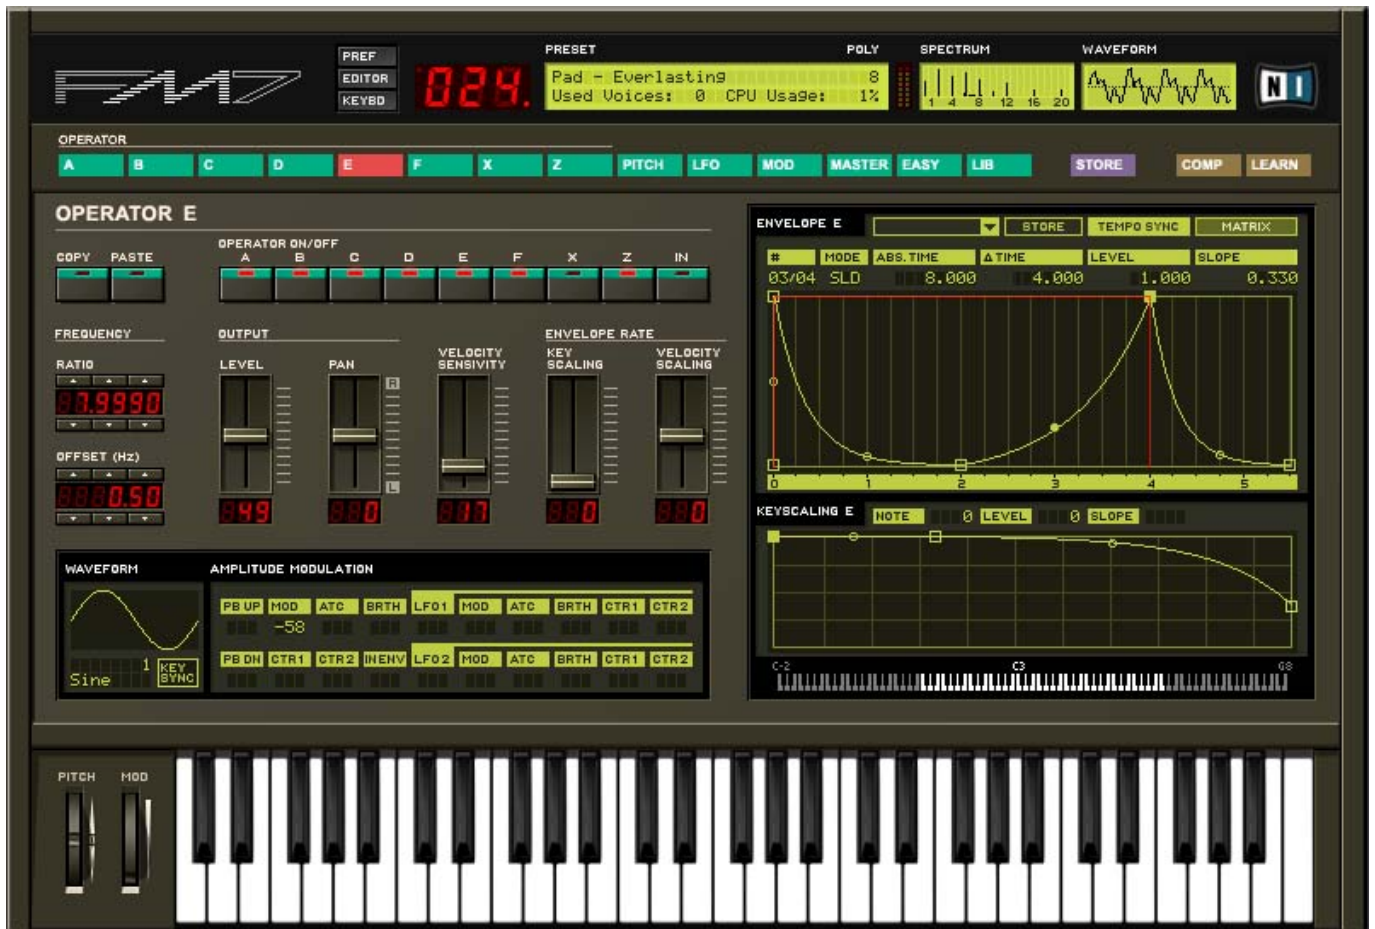 FM7
PREF
EDITOR
KEYBD
024.
PRESET POLY
Pad - Everlasting 8
Used Voices: 0 CPU Usage: 1%
SPECTRUM
1 4 8 12 16 20
WAVEFORM
NI
OPERATOR
A B C D E F X Z PITCH LFO MOD MASTER EASY LIB STORE COMP LEARN
OPERATOR E
COPY PASTE
OPERATOR ON/OFF
A B C D E F X Z IN
FREQUENCY
RATIO
7.9990
OFFSET (Hz)
0.50
OUTPUT
LEVEL
49
PAN
R
L
0
VELOCITY
SENSIVITY
17
ENVELOPE RATE
KEY
SCALING
0
VELOCITY
SCALING
0
WAVEFORM
1
Sine
KEY
SYNC
AMPLITUDE MODULATION
PB UP MOD ATC BRTH LFO1 MOD ATC BRTH CTR1 CTR2
-58
PB DN CTR1 CTR2 INENV LFO2 MOD ATC BRTH CTR1 CTR2
ENVELOPE E STORE TEMPO SYNC MATRIX
# MODE ABS.TIME ΔTIME LEVEL SLOPE
03/04 SLD 8.000 4.000 1.000 0.330
0 1 2 3 4 5
KEYSCALING E NOTE 0 LEVEL 0 SLOPE
C-2 C3 G8
PITCH MOD